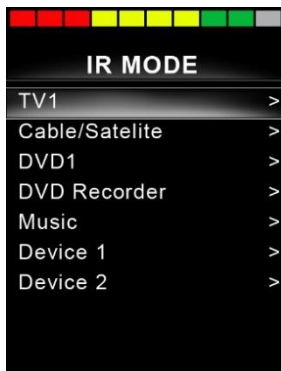 IR MODE
TV1 >
Cable/Satelite >
DVD1 >
DVD Recorder >
Music >
Device 1 >
Device 2 >